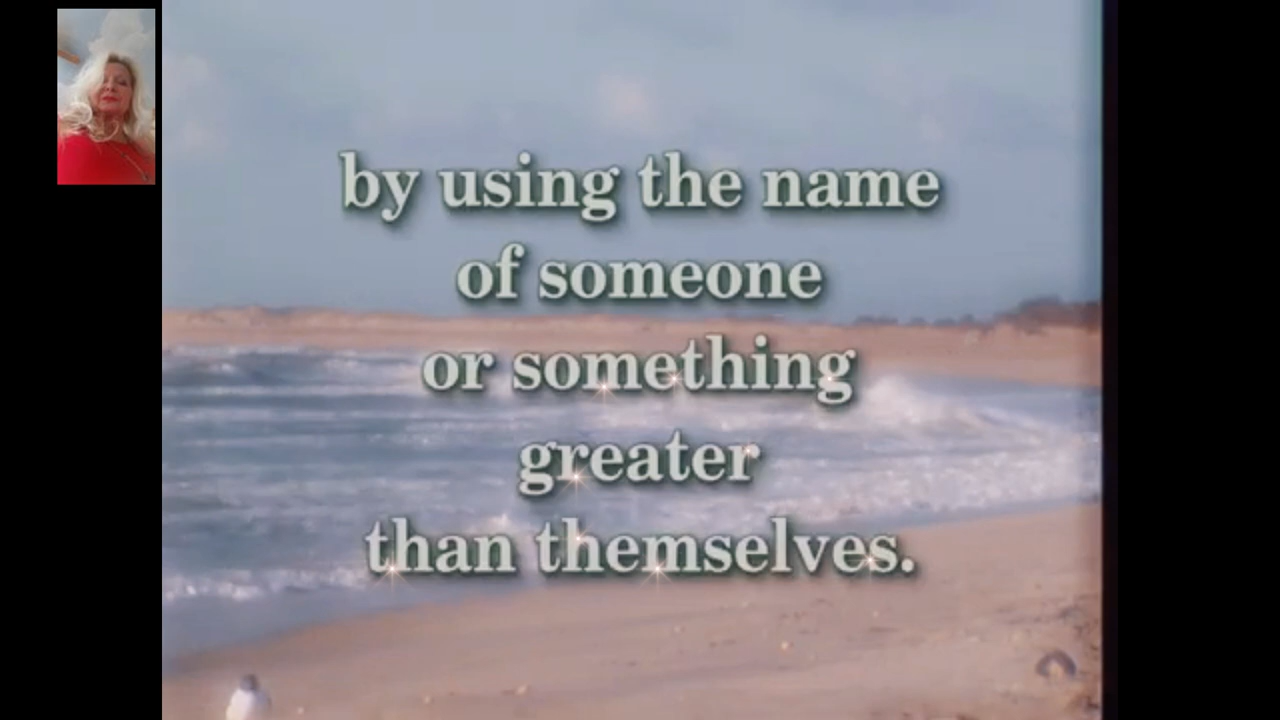 by using the name
of someone
or something
greater
than themselves.